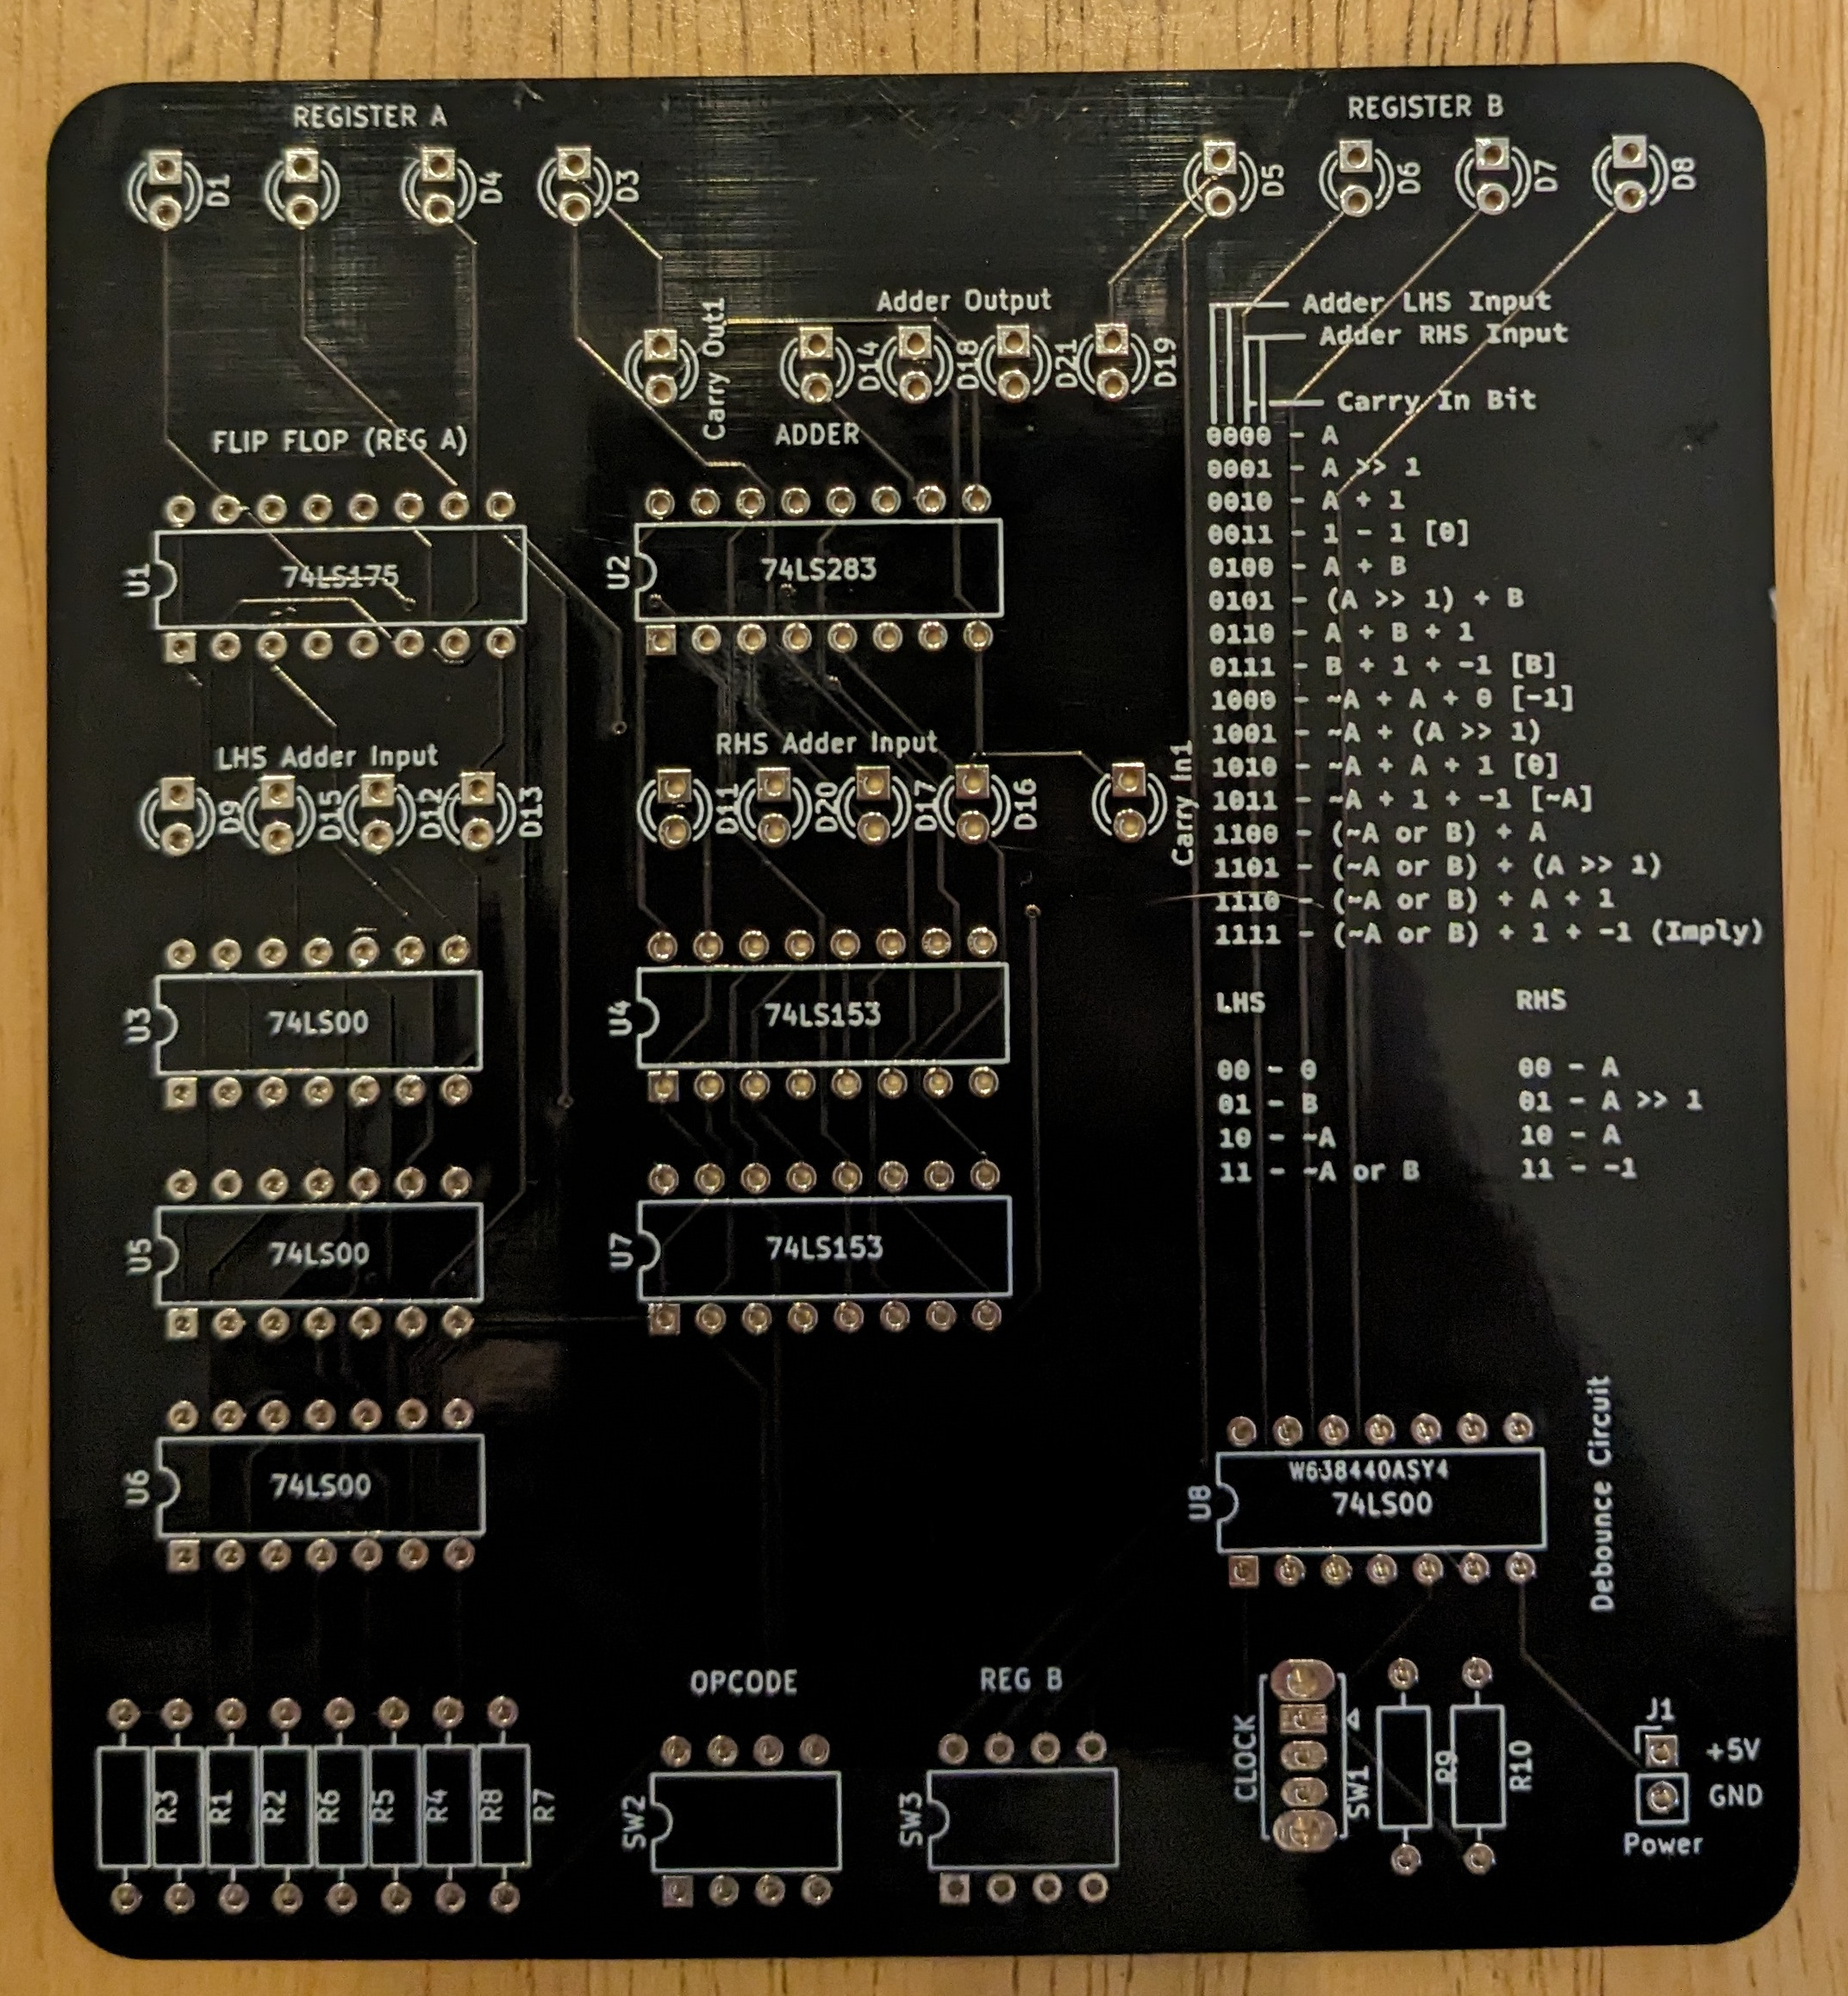 REGISTER A
REGISTER B
D1
D4
D3
D5
D6
D7
D8
Carry Out1
Adder Output
D14
D18
D21
D19
Adder LHS Input
Adder RHS Input
Carry In Bit
FLIP FLOP (REG A)
ADDER
0000 - A
0001 - A >> 1
0010 - A + 1
0011 - 1 - 1 [0]
0100 - A + B
0101 - (A >> 1) + B
0110 - A + B + 1
0111 - B + 1 + -1 [B]
1000 - ~A + A + 0 [-1]
1001 - ~A + (A >> 1)
1010 - ~A + A + 1 [0]
1011 - ~A + 1 + -1 [~A]
1100 - (~A or B) + A
1101 - (~A or B) + (A >> 1)
1110 - (~A or B) + A + 1
1111 - (~A or B) + 1 + -1 (Imply)
U1
74LS175
U2
74LS283
LHS Adder Input
RHS Adder Input
D9
D15
D12
D13
D11
D20
D17
D16
Carry In1
LHS
RHS
00 - 0
00 - A
01 - B
01 - A >> 1
10 - ~A
10 - A
11 - ~A or B
11 - -1
U3
74LS00
U4
74LS153
U5
74LS00
U7
74LS153
U6
74LS00
U8
W638440ASY4
74LS00
Debounce Circuit
OPCODE
REG B
R3
R1
R2
R6
R5
R4
R8
R7
SW2
SW3
CLOCK
SW1
R9
R10
J1
+5V
GND
Power